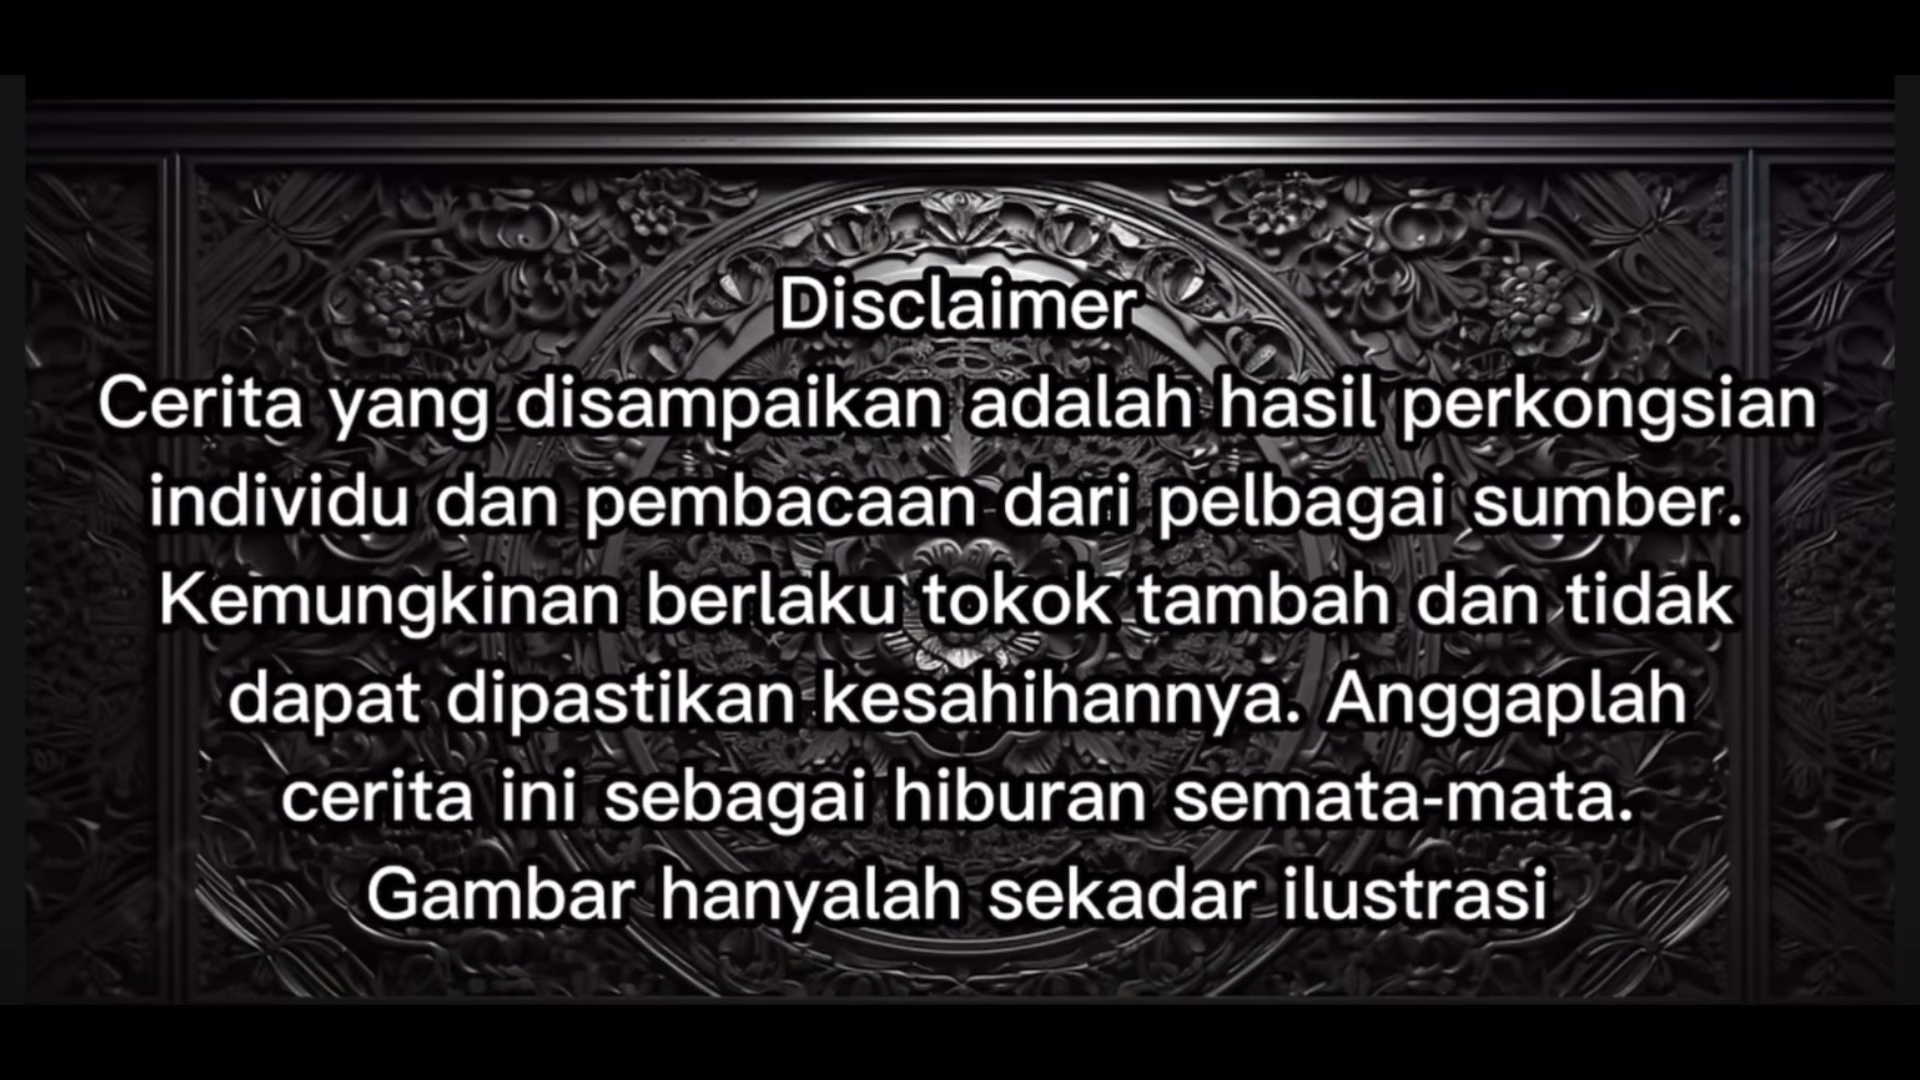 Disclaimer
Cerita yang disampaikan adalah hasil perkongsian
individu dan pembacaan dari pelbagai sumber.
Kemungkinan berlaku tokok tambah dan tidak
dapat dipastikan kesahihannya. Anggaplah
cerita ini sebagai hiburan semata-mata.
Gambar hanyalah sekadar ilustrasi